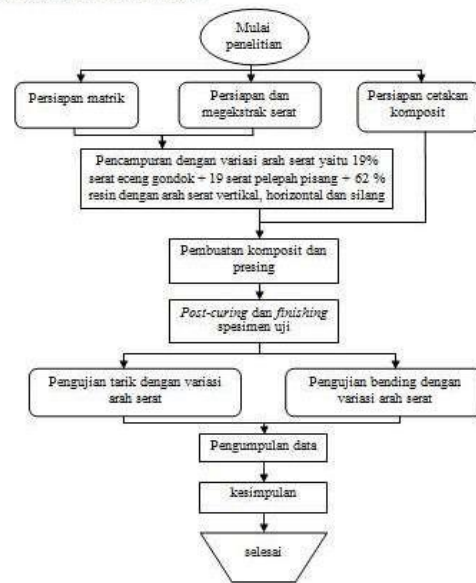 Mulai
penelitian
Persiapan matrik
Persiapan dan
megekstrak serat
Persiapan cetakan
komposit
Pencampuran dengan variasi arah serat yaitu 19%
serat eceng gondok + 19 serat pelepah pisang + 62 %
resin dengan arah serat vertikal, horizontal dan silang
Pembuatan komposit dan
presing
Post-curing dan finishing
spesimen uji
Pengujian tarik dengan variasi
arah serat
Pengujian bending dengan
variasi arah serat
Pengumpulan data
kesimpulan
selesai